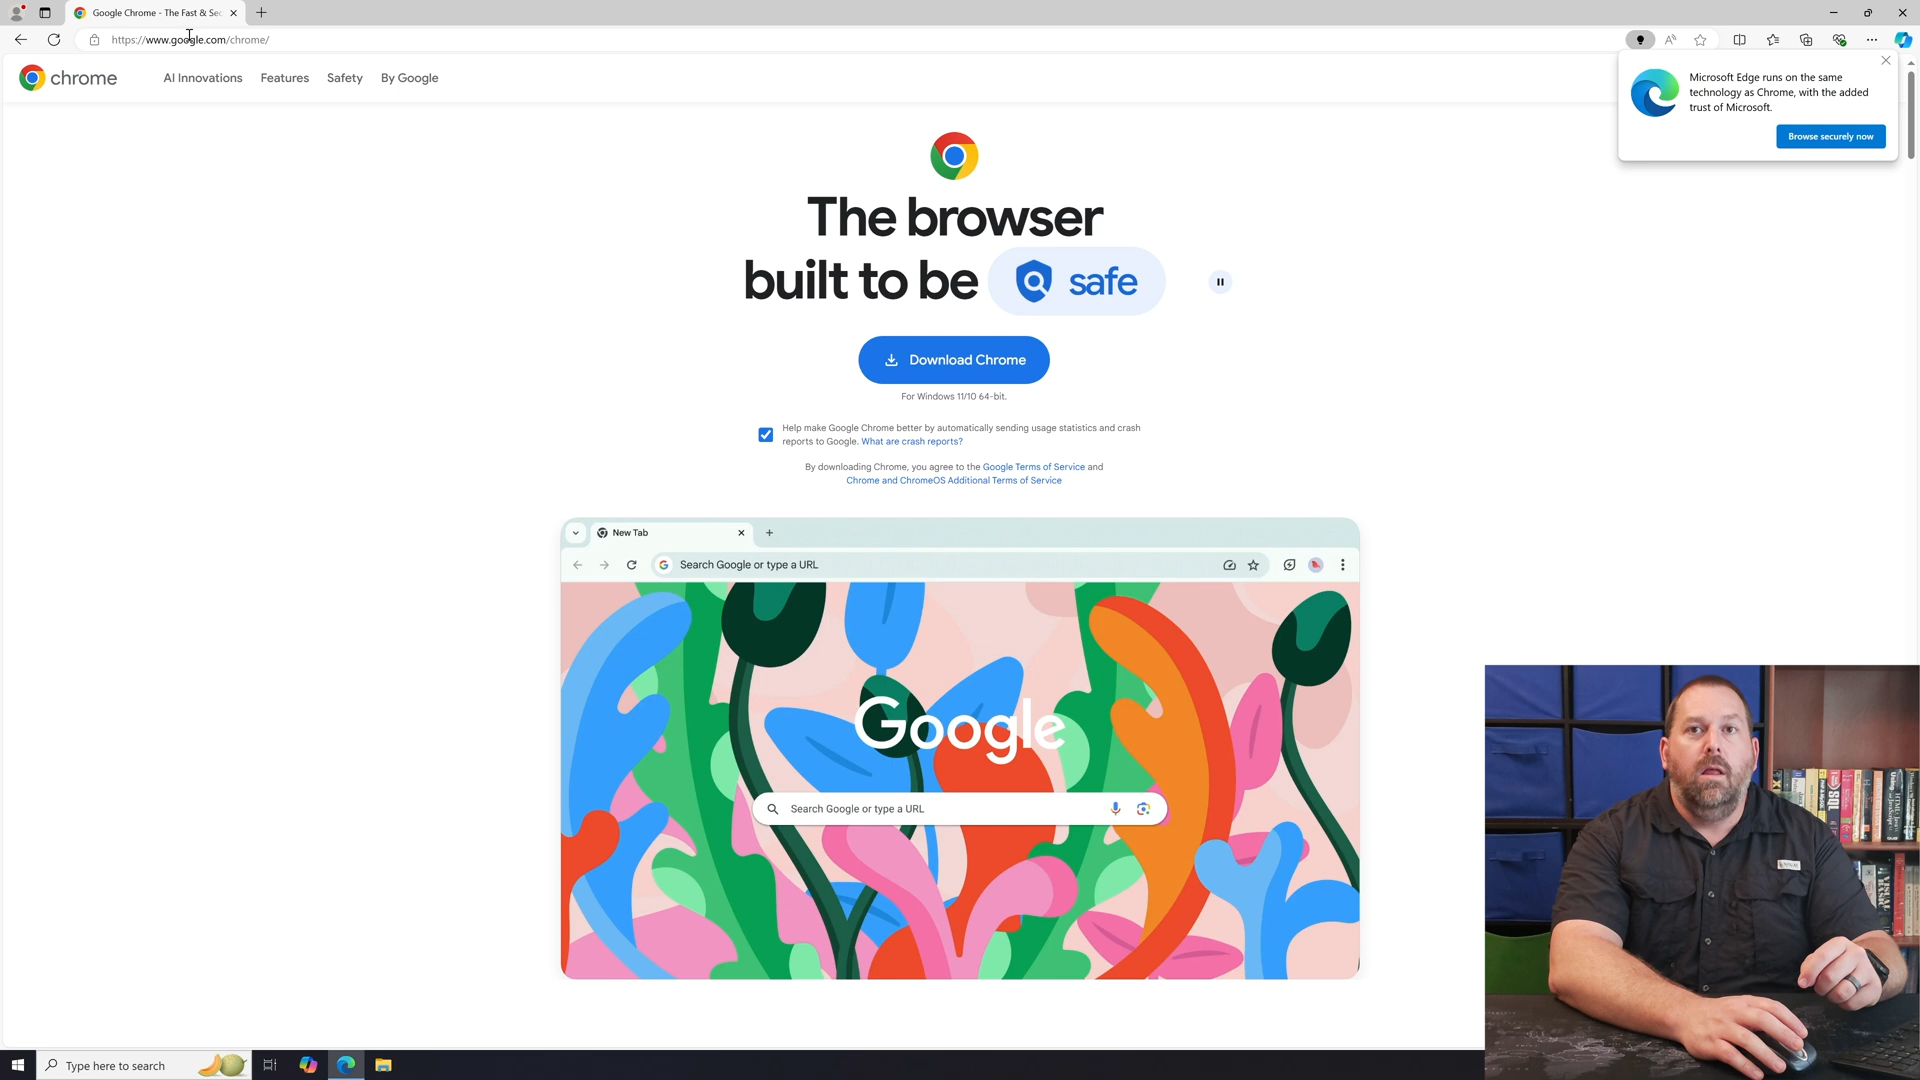 Google Chrome - The Fast & Sec
https://www.google.com/chrome/
chrome
AI Innovations
Features
Safety
By Google
Microsoft Edge runs on the same
technology as Chrome, with the added
trust of Microsoft.
Browse securely now
The browser
built to be safe
Download Chrome
For Windows 11/10 64-bit.
Help make Google Chrome better by automatically sending usage statistics and crash
reports to Google. What are crash reports?
By downloading Chrome, you agree to the Google Terms of Service and
Chrome and ChromeOS Additional Terms of Service
New Tab
Search Google or type a URL
Google
Search Google or type a URL
SQL
Type here to search